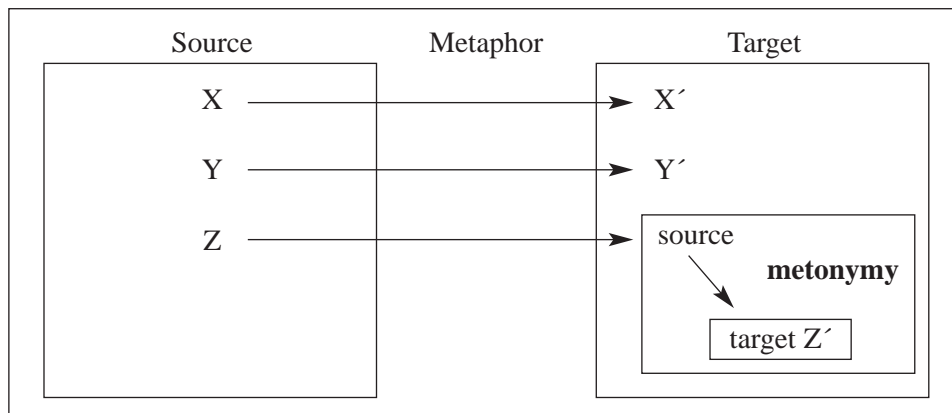 Source Metaphor Target
X X´
Y Y´
Z source
metonymy
target Z´